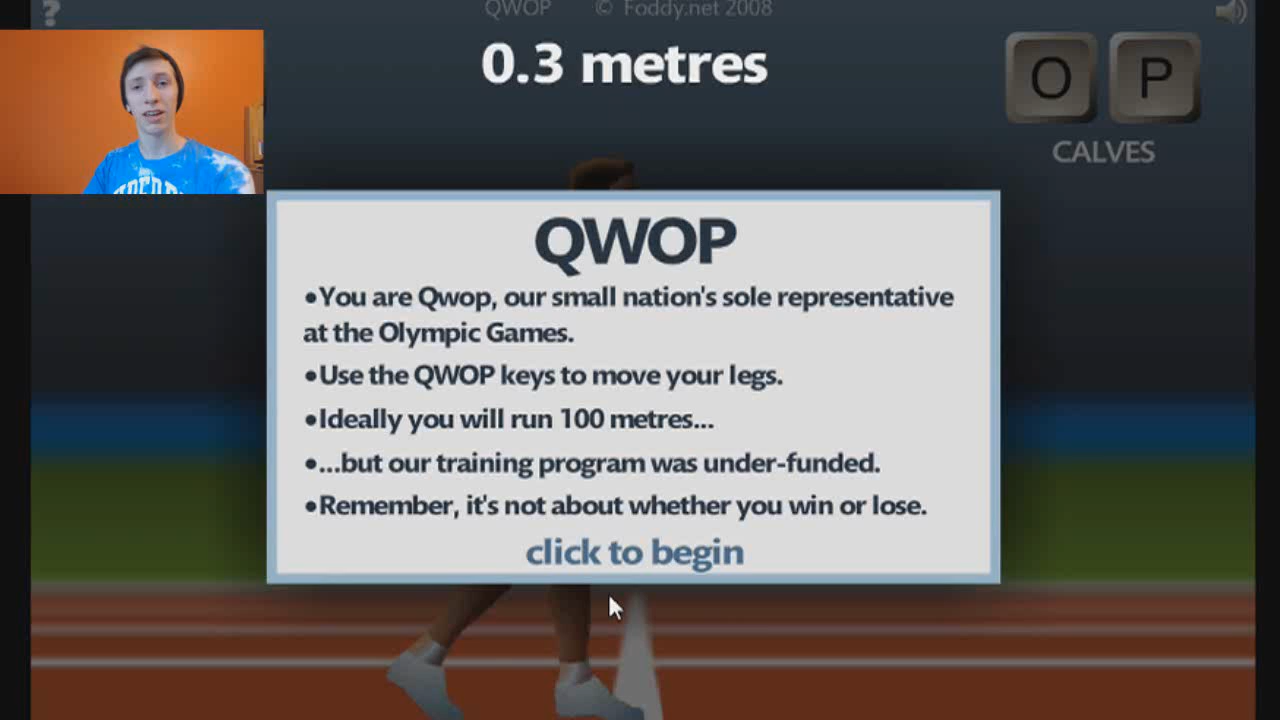 QWOP © Foddy.net 2008
?
0.3 metres
O P
CALVES
QWOP
•You are Qwop, our small nation's sole representative
at the Olympic Games.
•Use the QWOP keys to move your legs.
•Ideally you will run 100 metres...
•...but our training program was under-funded.
•Remember, it's not about whether you win or lose.
click to begin